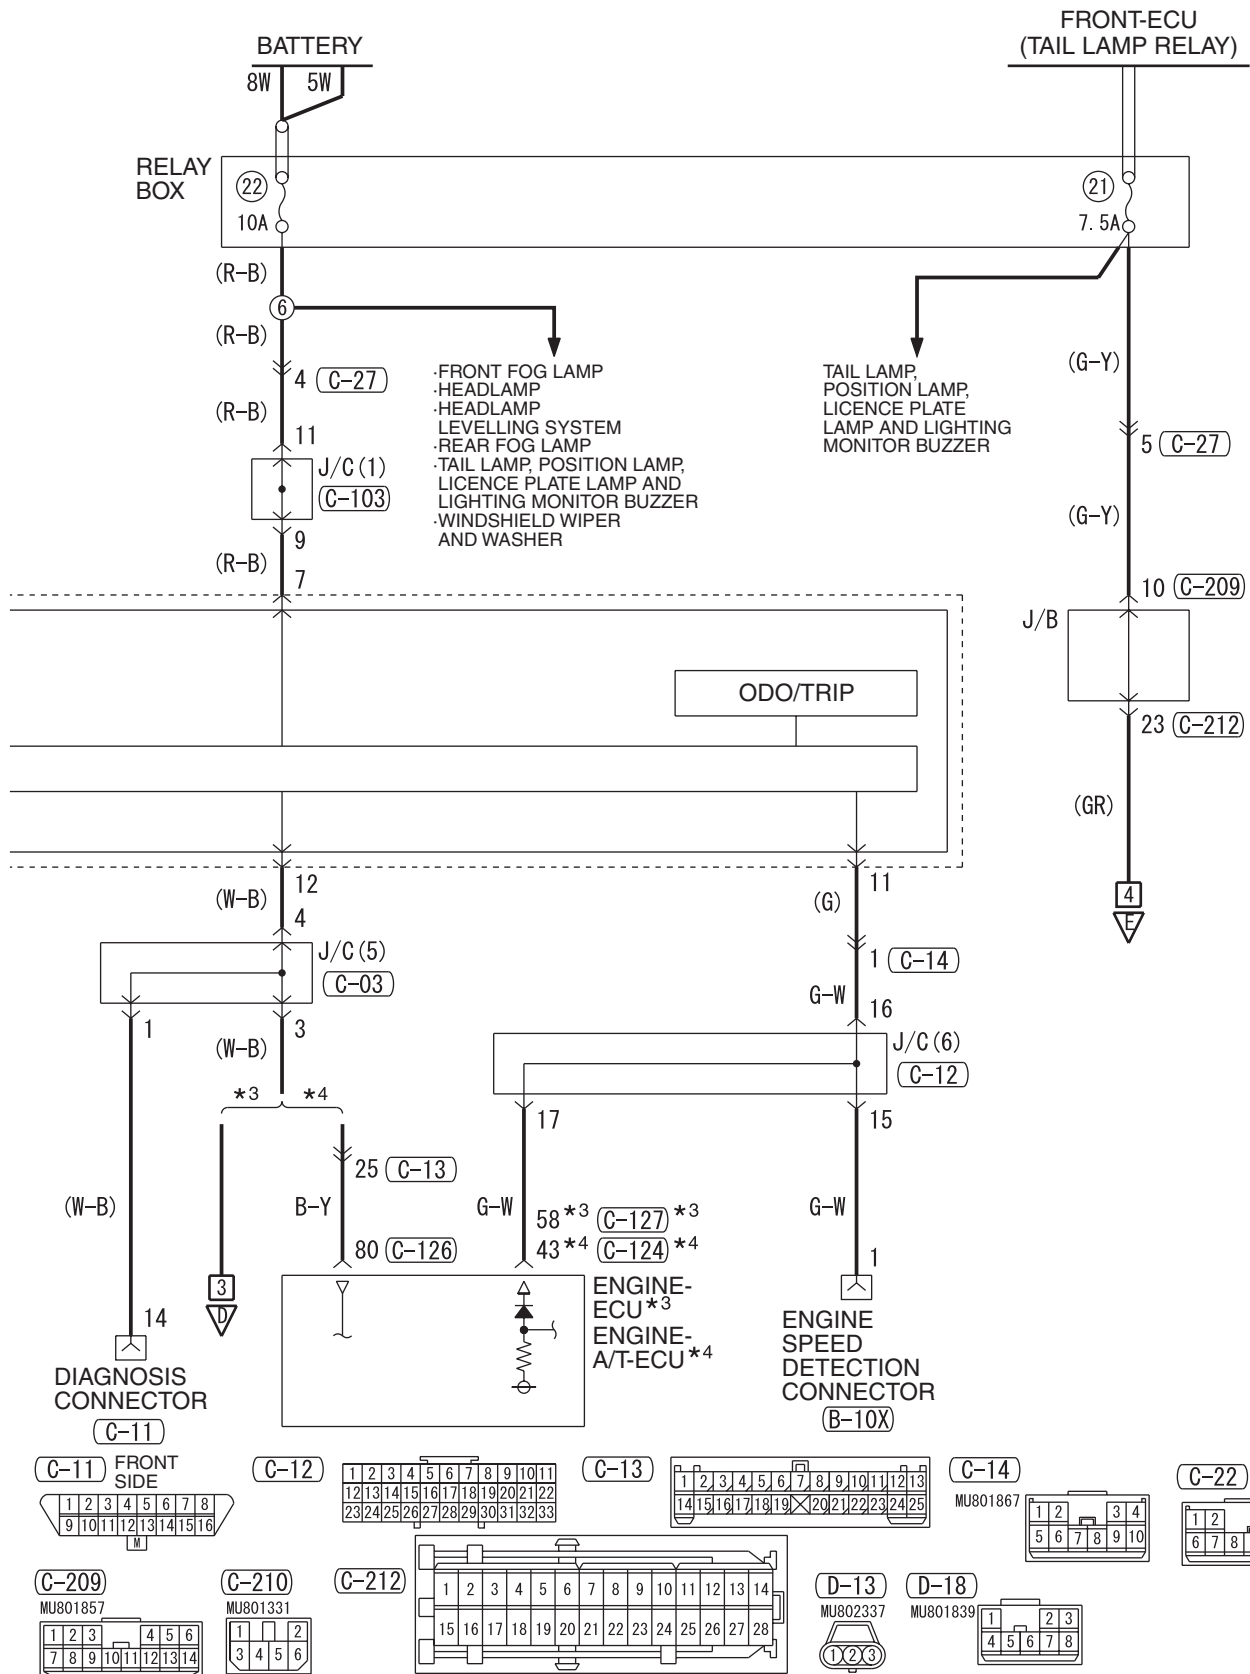 FRONT-ECU
(TAIL LAMP RELAY)
BATTERY
8W 5W
RELAY
BOX
22
10A
21
7.5A
(R-B)
6
(R-B)
4 C-27
(R-B)
11
J/C(1)
C-103
9
(R-B)
7
·FRONT FOG LAMP
·HEADLAMP
·HEADLAMP
LEVELLING SYSTEM
·REAR FOG LAMP
·TAIL LAMP, POSITION LAMP,
LICENCE PLATE LAMP AND
LIGHTING MONITOR BUZZER
·WINDSHIELD WIPER
AND WASHER
TAIL LAMP,
POSITION LAMP,
LICENCE PLATE
LAMP AND LIGHTING
MONITOR BUZZER
(G-Y)
5 C-27
(G-Y)
10 C-209
J/B
23 C-212
(GR)
4
E
ODO/TRIP
12
(W-B)
4
J/C(5)
C-03
1
3
(W-B)
*3 *4
25 C-13
(W-B)
B-Y
80 C-126
3
D
14
DIAGNOSIS
CONNECTOR
C-11
11
(G)
1 C-14
G-W
16
J/C(6)
C-12
17
15
G-W
58*3 C-127 *3
43*4 C-124 *4
G-W
1
ENGINE-
ECU*3
ENGINE-
A/T-ECU*4
ENGINE
SPEED
DETECTION
CONNECTOR
B-10X
C-11 FRONT
SIDE
1 2 3 4 5 6 7 8
9 10 11 12 13 14 15 16
M
C-12
1 2 3 4 5 6 7 8 9 10 11
12 13 14 15 16 17 18 19 20 21 22
23 24 25 26 27 28 29 30 31 32 33
C-13
1 2 3 4 5 6 7 8 9 10 11 12 13
14 15 16 17 18 19 20 21 22 23 24 25
C-14
MU801867
1 2 3 4
5 6 7 8 9 10
C-22
1 2
6 7 8
C-209
MU801857
1 2 3 4 5 6
7 8 9 10 11 12 13 14
C-210
MU801331
1 2
3 4 5 6
C-212
1 2 3 4 5 6 7 8 9 10 11 12 13 14
15 16 17 18 19 20 21 22 23 24 25 26 27 28
D-13
MU802337
1 2 3
D-18
MU801839
1 2 3
4 5 6 7 8